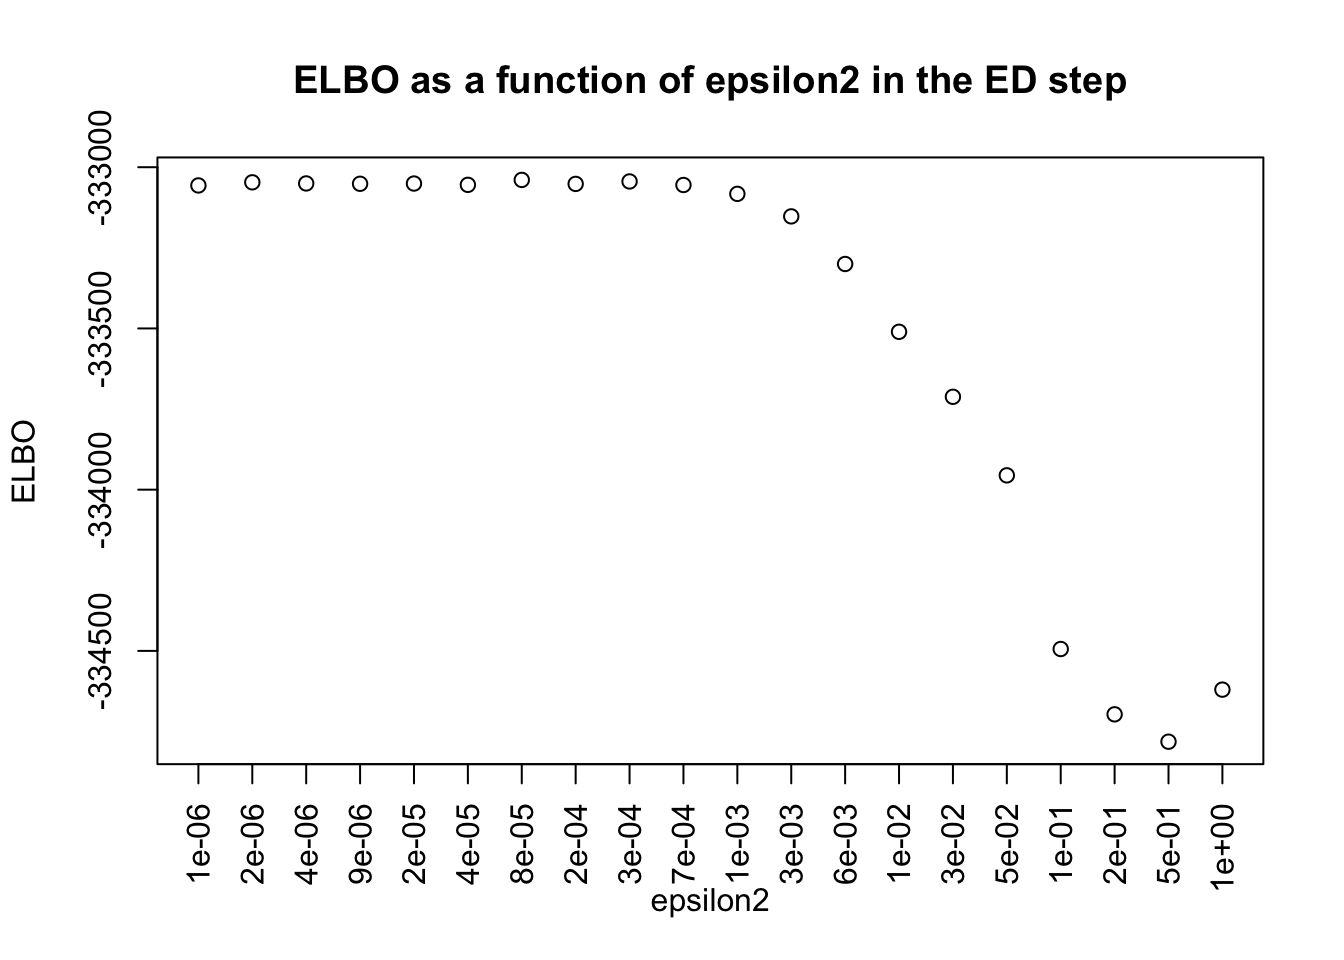 ELBO as a function of epsilon2 in the ED step
ELBO
-333000
-333500
-334000
-334500
1e-06
2e-06
4e-06
9e-06
2e-05
4e-05
8e-05
2e-04
3e-04
7e-04
1e-03
3e-03
6e-03
1e-02
3e-02
5e-02
1e-01
2e-01
5e-01
1e+00
epsilon2